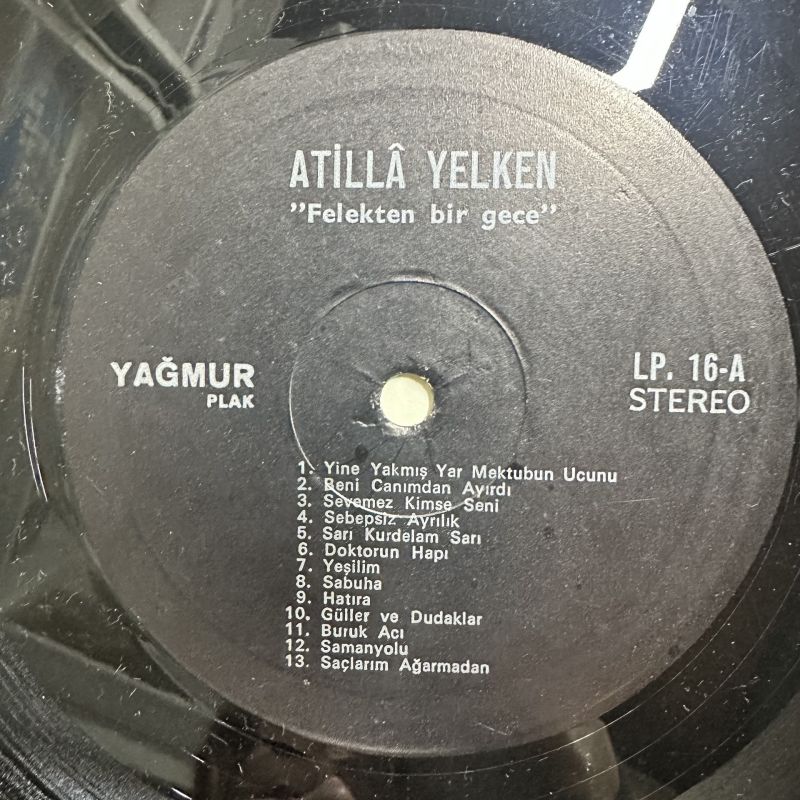 ATİLLÂ YELKEN
"Felekten bir gece"
YAĞMUR
PLAK
LP. 16-A
STEREO
1. Yine Yakmış Yar Mektubun Ucunu
2. Beni Canımdan Ayırdı
3. Sevemez Kimse Seni
4. Sebepsiz Ayrılık
5. Sarı Kurdelam Sarı
6. Doktorun Hapı
7. Yeşilim
8. Sabuha
9. Hatıra
10. Güller ve Dudaklar
11. Buruk Acı
12. Samanyolu
13. Saçlarım Ağarmadan